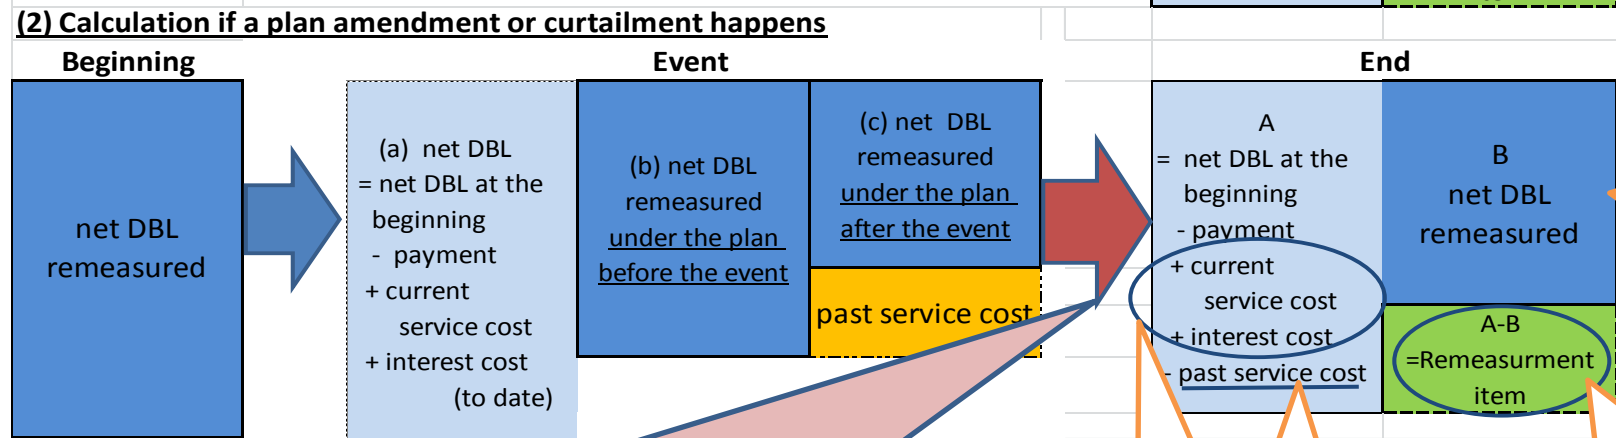 (2) Calculation if a plan amendment or curtailment happens
Beginning
Event
End
net DBL
remeasured
(a) net DBL
= net DBL at the
beginning
- payment
+ current
service cost
+ interest cost
(to date)
(b) net DBL
remeasured
under the plan
before the event
(c) net DBL
remeasured
under the plan
after the event
past service cost
A
= net DBL at the
beginning
- payment
+ current
service cost
+ interest cost
- past service cost
B
net DBL
remeasured
A-B
=Remeasurment
item